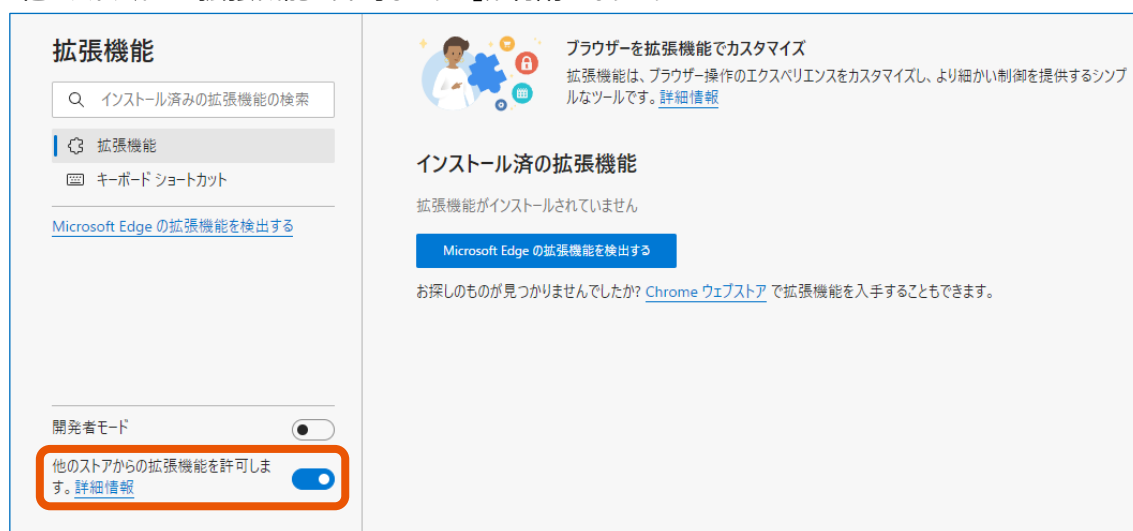 拡張機能
インストール済みの拡張機能の検索
拡張機能
キーボード ショートカット
Microsoft Edge の拡張機能を検出する
開発者モード
他のストアからの拡張機能を許可しま
す。詳細情報
ブラウザーを拡張機能でカスタマイズ
拡張機能は、ブラウザー操作のエクスペリエンスをカスタマイズし、より細かい制御を提供するシンプ
ルなツールです。詳細情報
インストール済の拡張機能
拡張機能がインストールされていません
Microsoft Edge の拡張機能を検出する
お探しのものが見つかりませんでしたか? Chrome ウェブストア で拡張機能を入手することもできます。